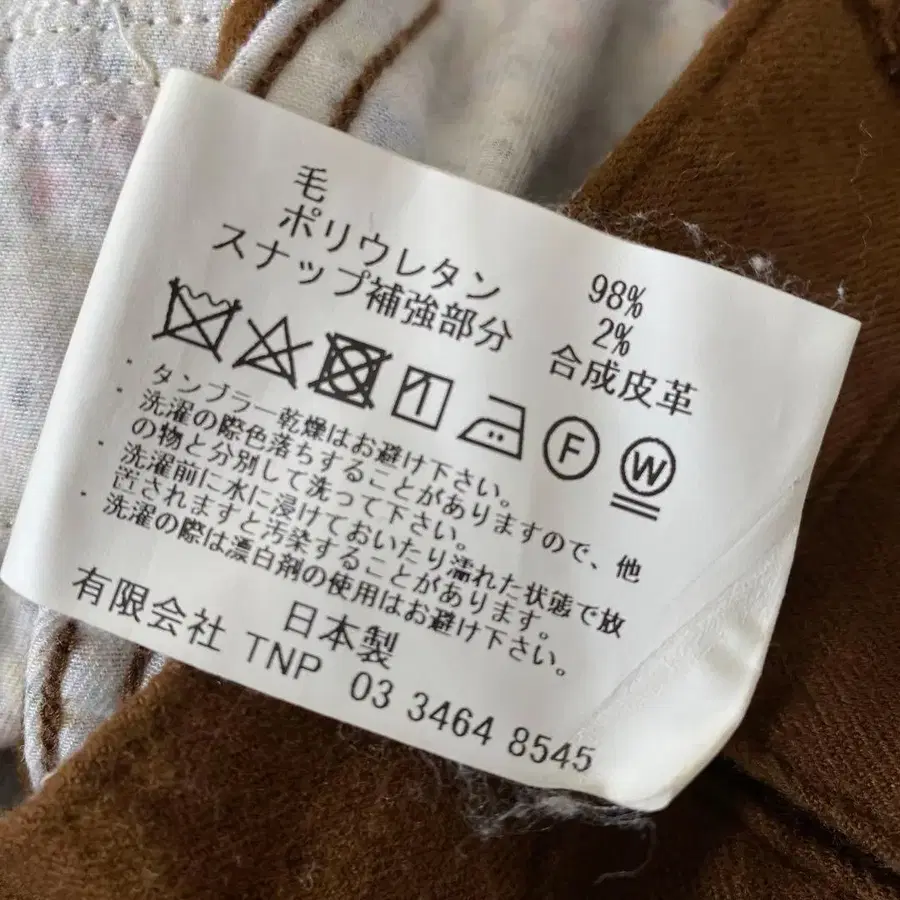 毛 98%
ポリウレタン 2%
スナップ補強部分 合成皮革
F W
・タンブラー乾燥はお避け下さい。
・洗濯の際色落ちすることがありますので、他
の物と分別して洗って下さい。
・洗濯前に水に浸けておいたり濡れた状態で放
置されますと汚染することがあります。
・洗濯の際は漂白剤の使用はお避け下さい。
日本製
有限会社 TNP 03 3464 8545